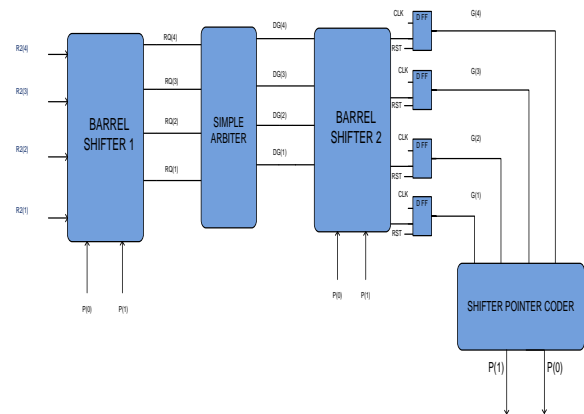 R2(4)
R2(3)
R2(2)
R2(1)
BARREL
SHIFTER 1
P(0)
P(1)
RQ(4)
RQ(3)
RQ(2)
RQ(1)
SIMPLE
ARBITER
DG(4)
DG(3)
DG(2)
DG(1)
BARREL
SHIFTER 2
P(0)
P(1)
CLK
RST
DFF
G(4)
CLK
RST
DFF
G(3)
CLK
RST
DFF
G(2)
CLK
RST
DFF
G(1)
SHIFTER POINTER CODER
P(1)
P(0)